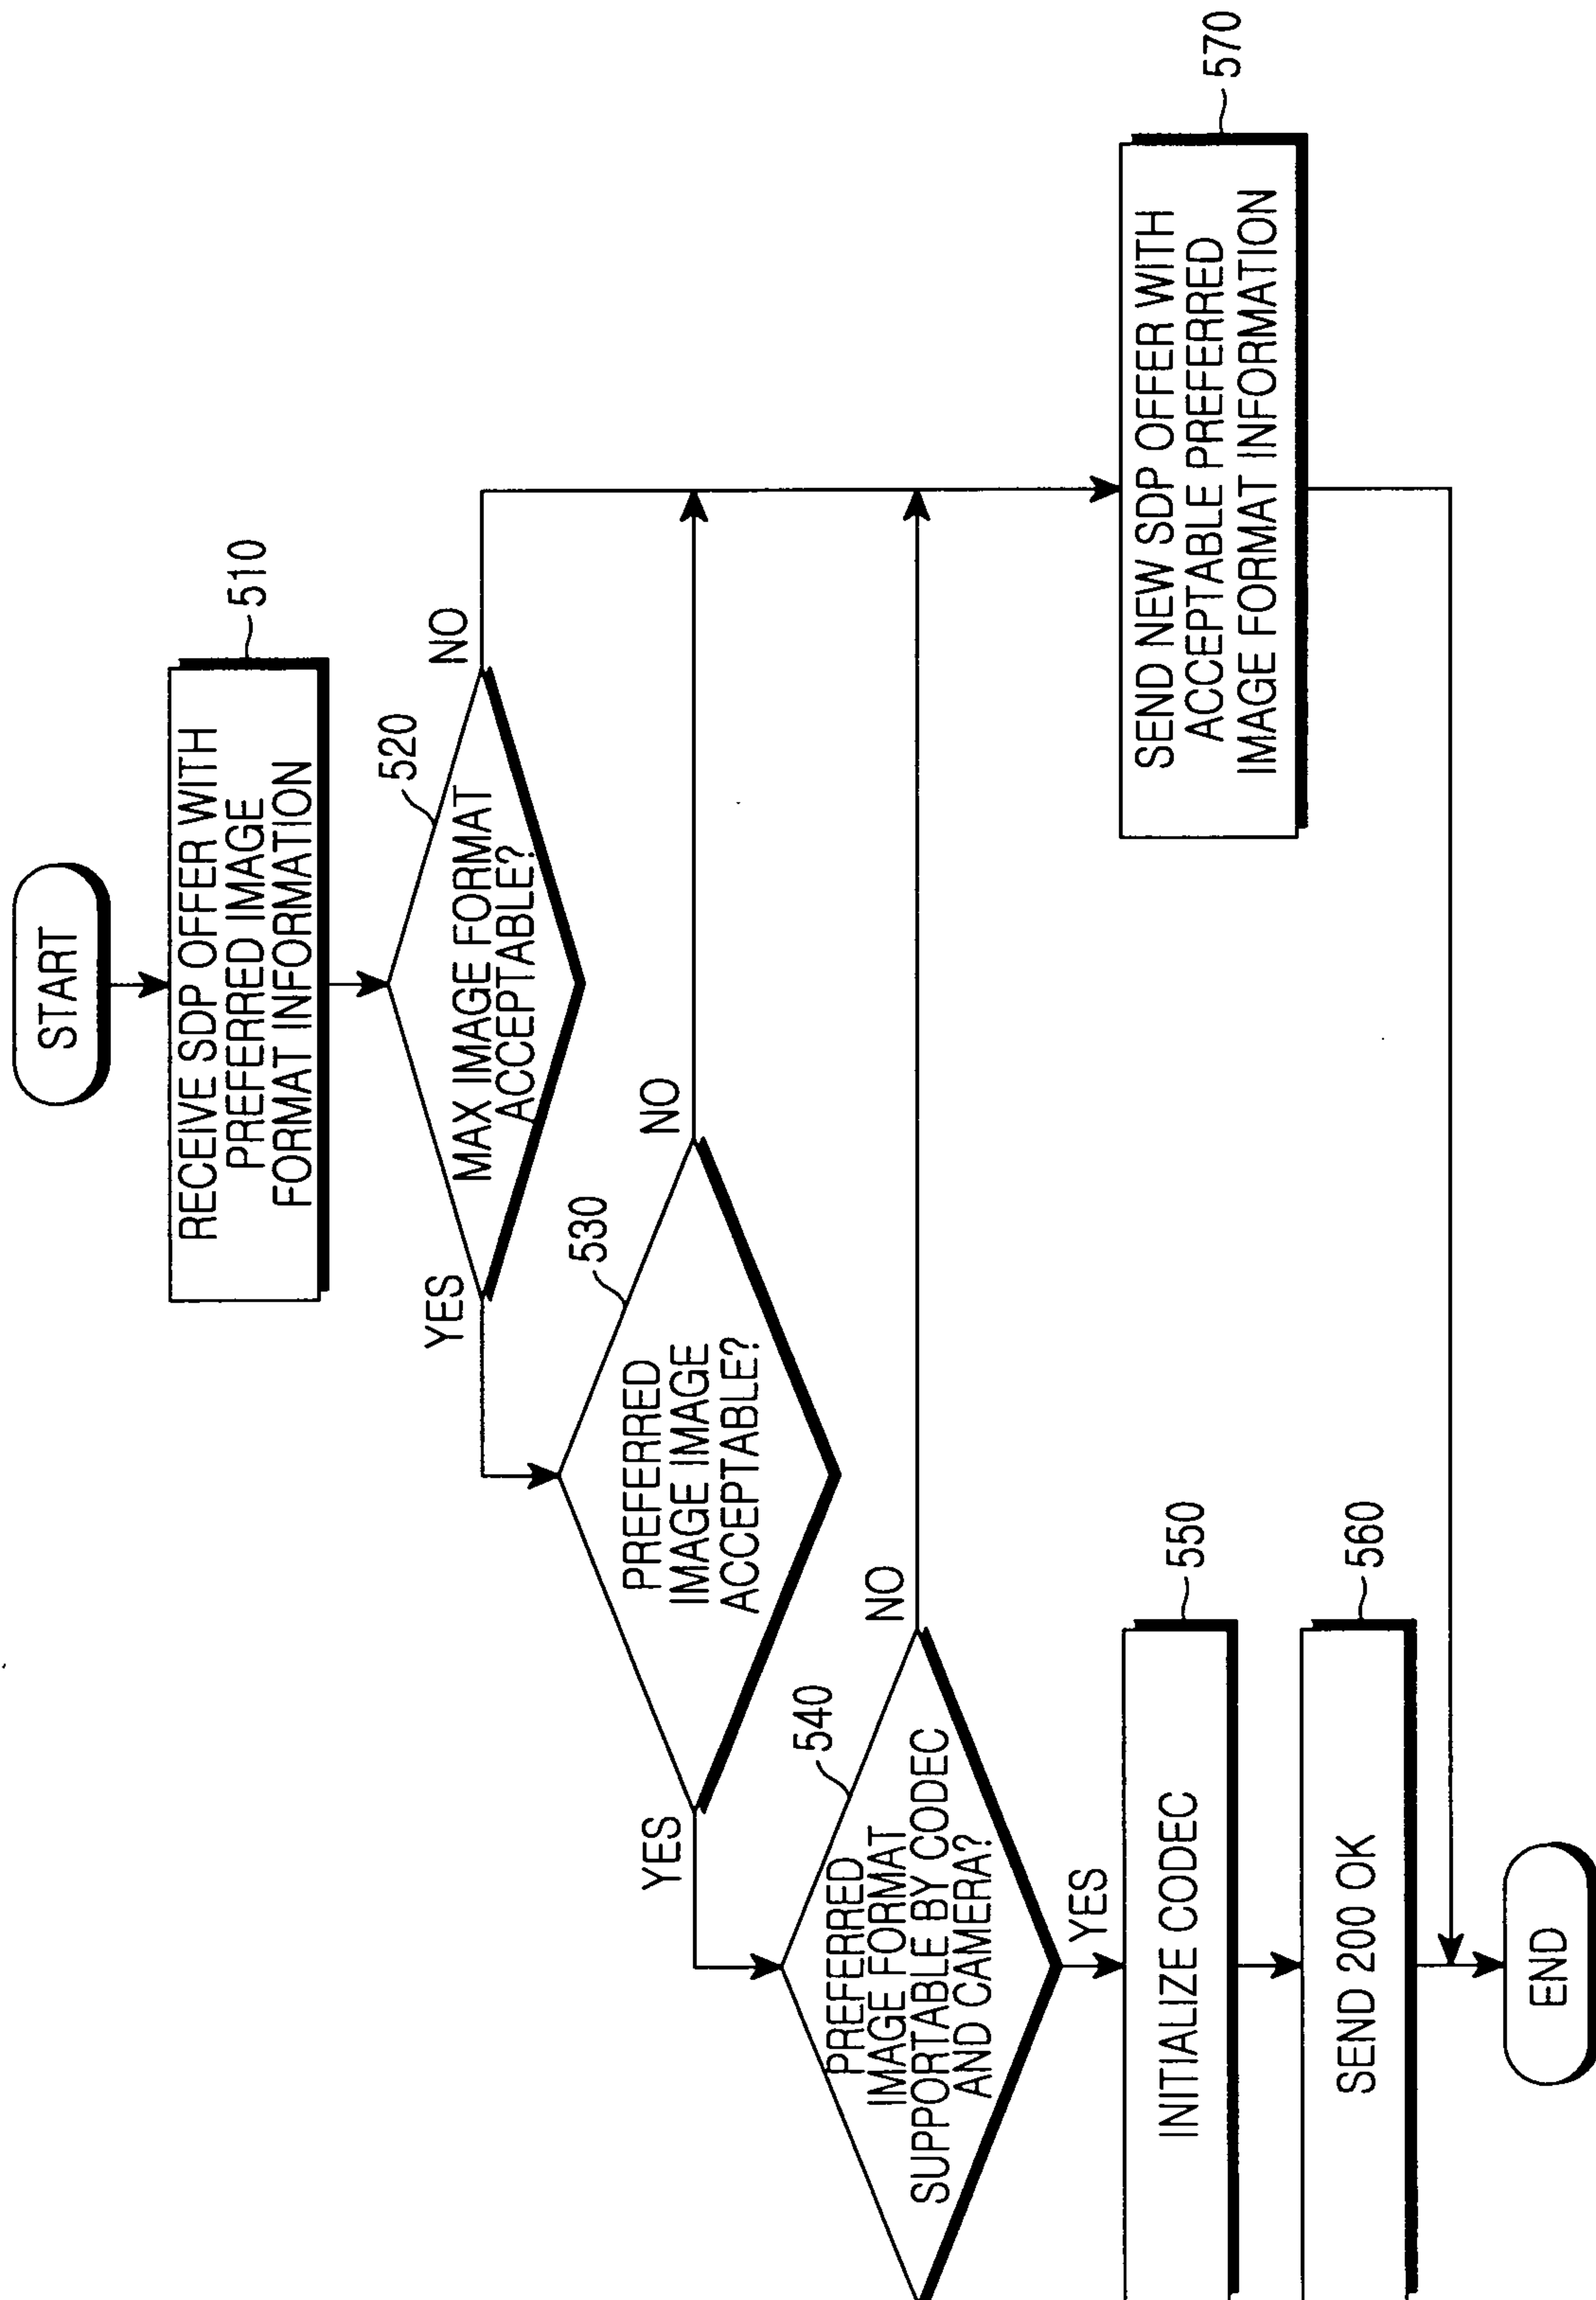 START
RECEIVE SDP OFFER WITH
PREFERRED IMAGE
FORMAT INFORMATION
510
MAX IMAGE FORMAT
ACCEPTABLE?
520
YES
NO
PREFERRED
IMAGE IMAGE
ACCEPTABLE?
530
YES
NO
PREFERRED
IMAGE FORMAT
SUPPORTABLE BY CODEC
AND CAMERA?
540
NO
YES
INITIALIZE CODEC
550
SEND 200 OK
560
SEND NEW SDP OFFER WITH
ACCEPTABLE PREFERRED
IMAGE FORMAT INFORMATION
570
END